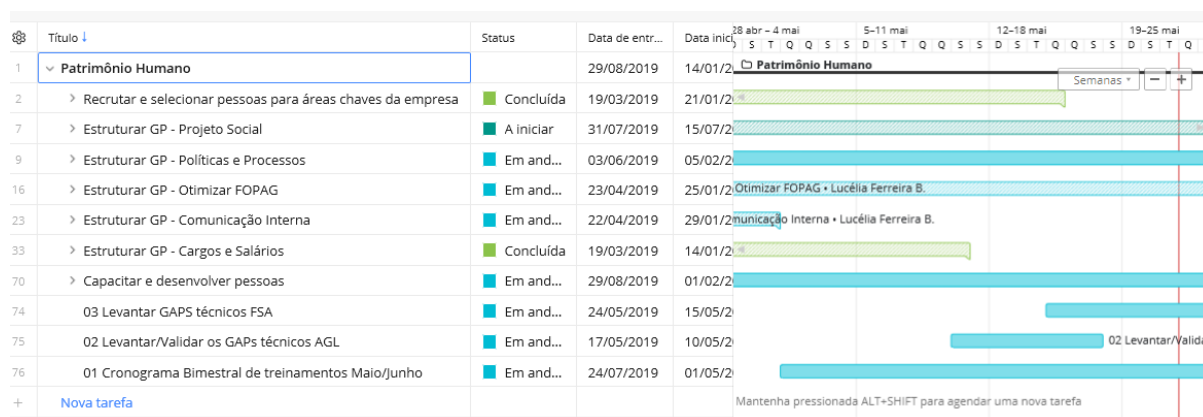 Título ↓ Status Data de entr... Data inici 28 abr – 4 mai 5–11 mai 12–18 mai 19–25 mai
S T Q Q S S D S T Q Q S S D S T Q Q S S D S T Q
1 Patrimônio Humano 29/08/2019 14/01/2 Patrimônio Humano
Semanas − +
2 Recrutar e selecionar pessoas para áreas chaves da empresa Concluída 19/03/2019 21/01/2
7 Estruturar GP - Projeto Social A iniciar 31/07/2019 15/07/2
9 Estruturar GP - Políticas e Processos Em and... 03/06/2019 05/02/2
16 Estruturar GP - Otimizar FOPAG Em and... 23/04/2019 25/01/2 Otimizar FOPAG • Lucélia Ferreira B.
23 Estruturar GP - Comunicação Interna Em and... 22/04/2019 29/01/2 municação Interna • Lucélia Ferreira B.
33 Estruturar GP - Cargos e Salários Concluída 19/03/2019 14/01/2
70 Capacitar e desenvolver pessoas Em and... 29/08/2019 01/02/2
74 03 Levantar GAPS técnicos FSA Em and... 24/05/2019 15/05/2
75 02 Levantar/Validar os GAPs técnicos AGL Em and... 17/05/2019 10/05/2 02 Levantar/Valida
76 01 Cronograma Bimestral de treinamentos Maio/Junho Em and... 24/07/2019 01/05/2
+ Nova tarefa Mantenha pressionada ALT+SHIFT para agendar uma nova tarefa